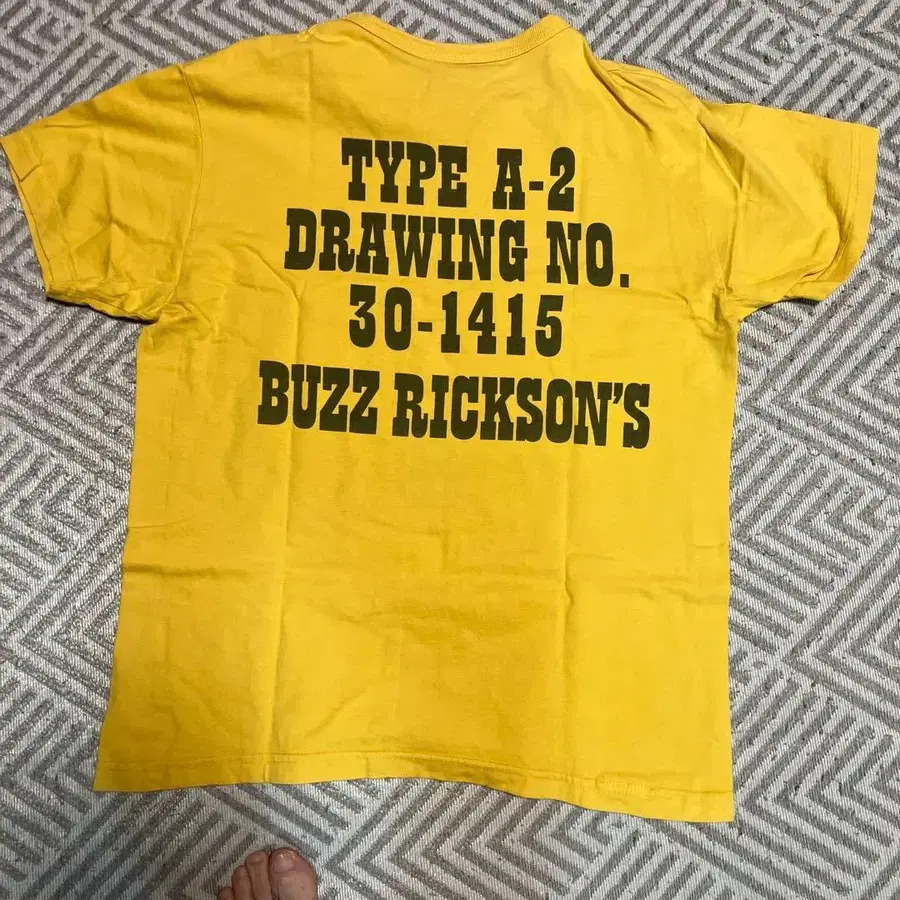 TYPE A-2
DRAWING NO.
30-1415
BUZZ RICKSON'S